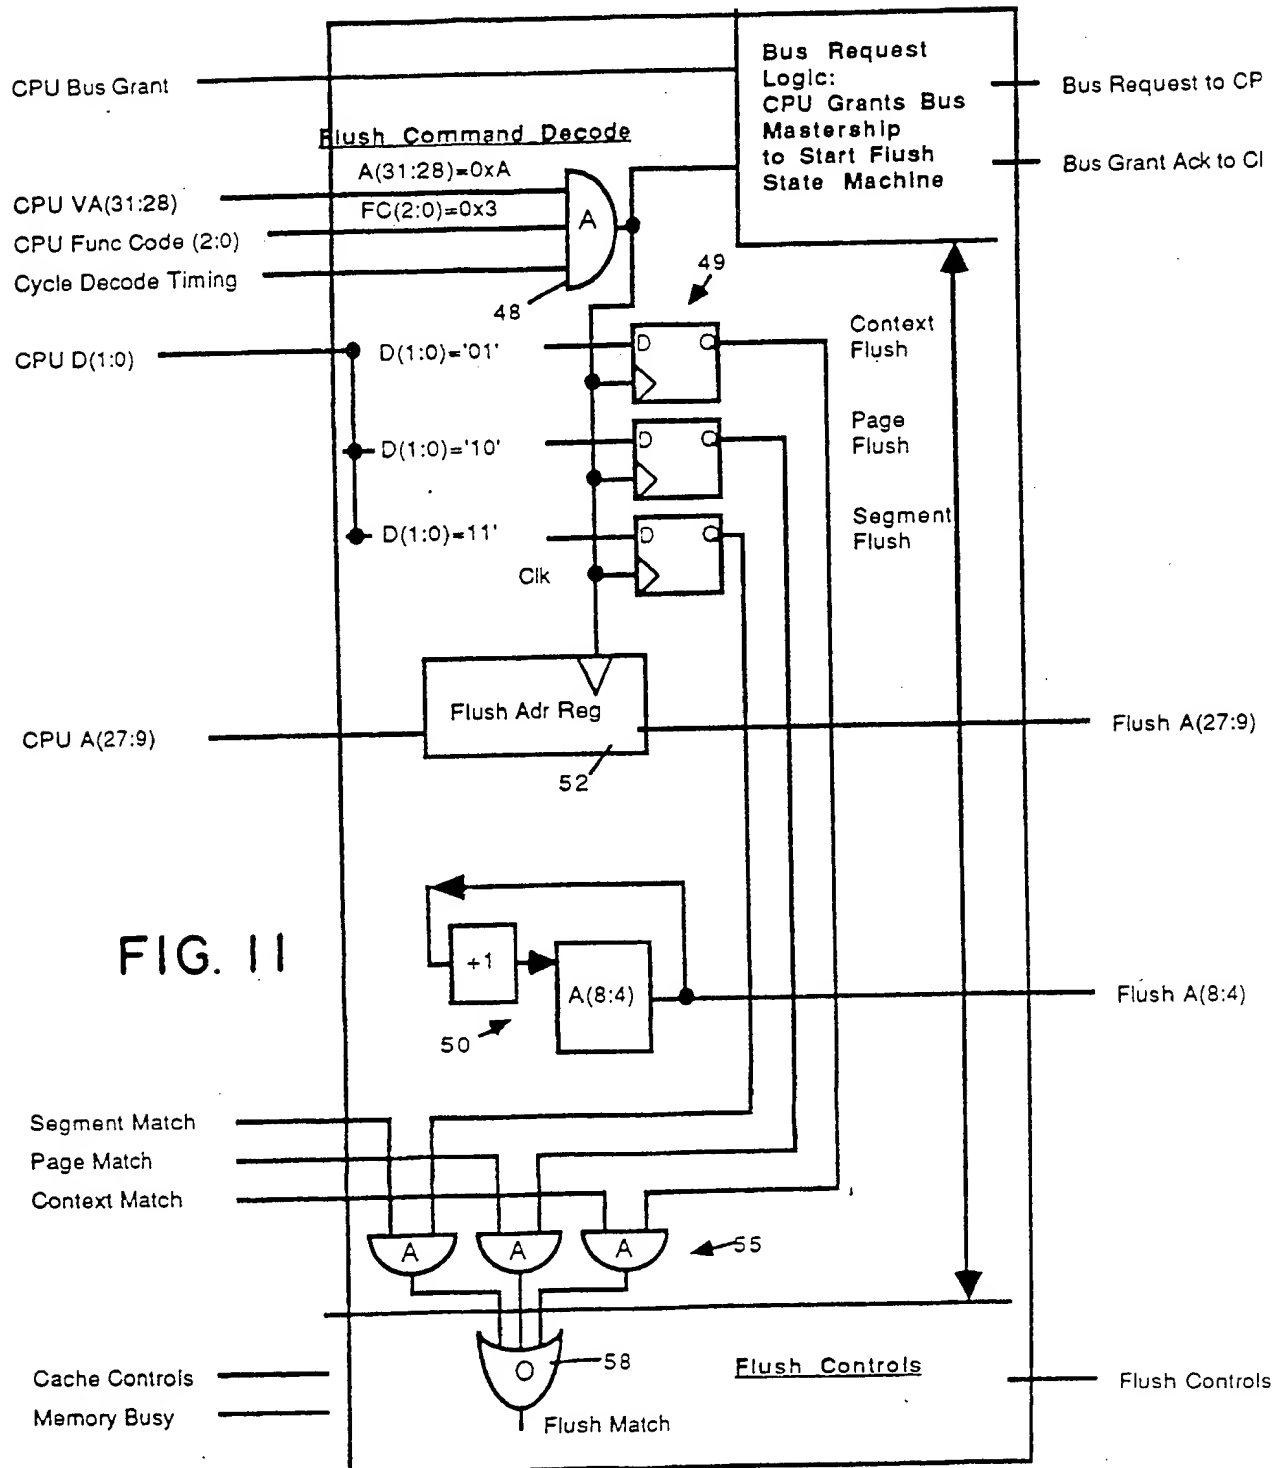 Bus Request
Logic:
CPU Grants Bus
Mastership
to Start Flush
State Machine
CPU Bus Grant
Bus Request to CP
Flush Command Decode
Bus Grant Ack to CI
A(31:28)=0xA
CPU VA(31:28)
FC(2:0)=0x3
A
CPU Func Code (2:0)
Cycle Decode Timing
48
49
CPU D(1:0)
D(1:0)='01'
D
Q
Context
Flush
D(1:0)='10'
D
Q
Page
Flush
D(1:0)=11'
D
Q
Segment
Flush
Clk
Flush Adr Reg
CPU A(27:9)
Flush A(27:9)
52
FIG. 11
+1
A(8:4)
Flush A(8:4)
50
Segment Match
Page Match
Context Match
A
A
A
55
O
58
Flush Controls
Cache Controls
Flush Controls
Memory Busy
Flush Match